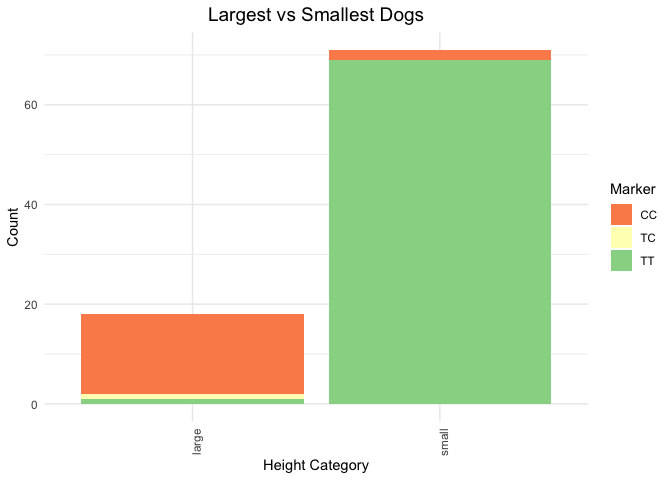 Largest vs Smallest Dogs
60
40
20
0
Count
large
small
Height Category
Marker
CC
TC
TT